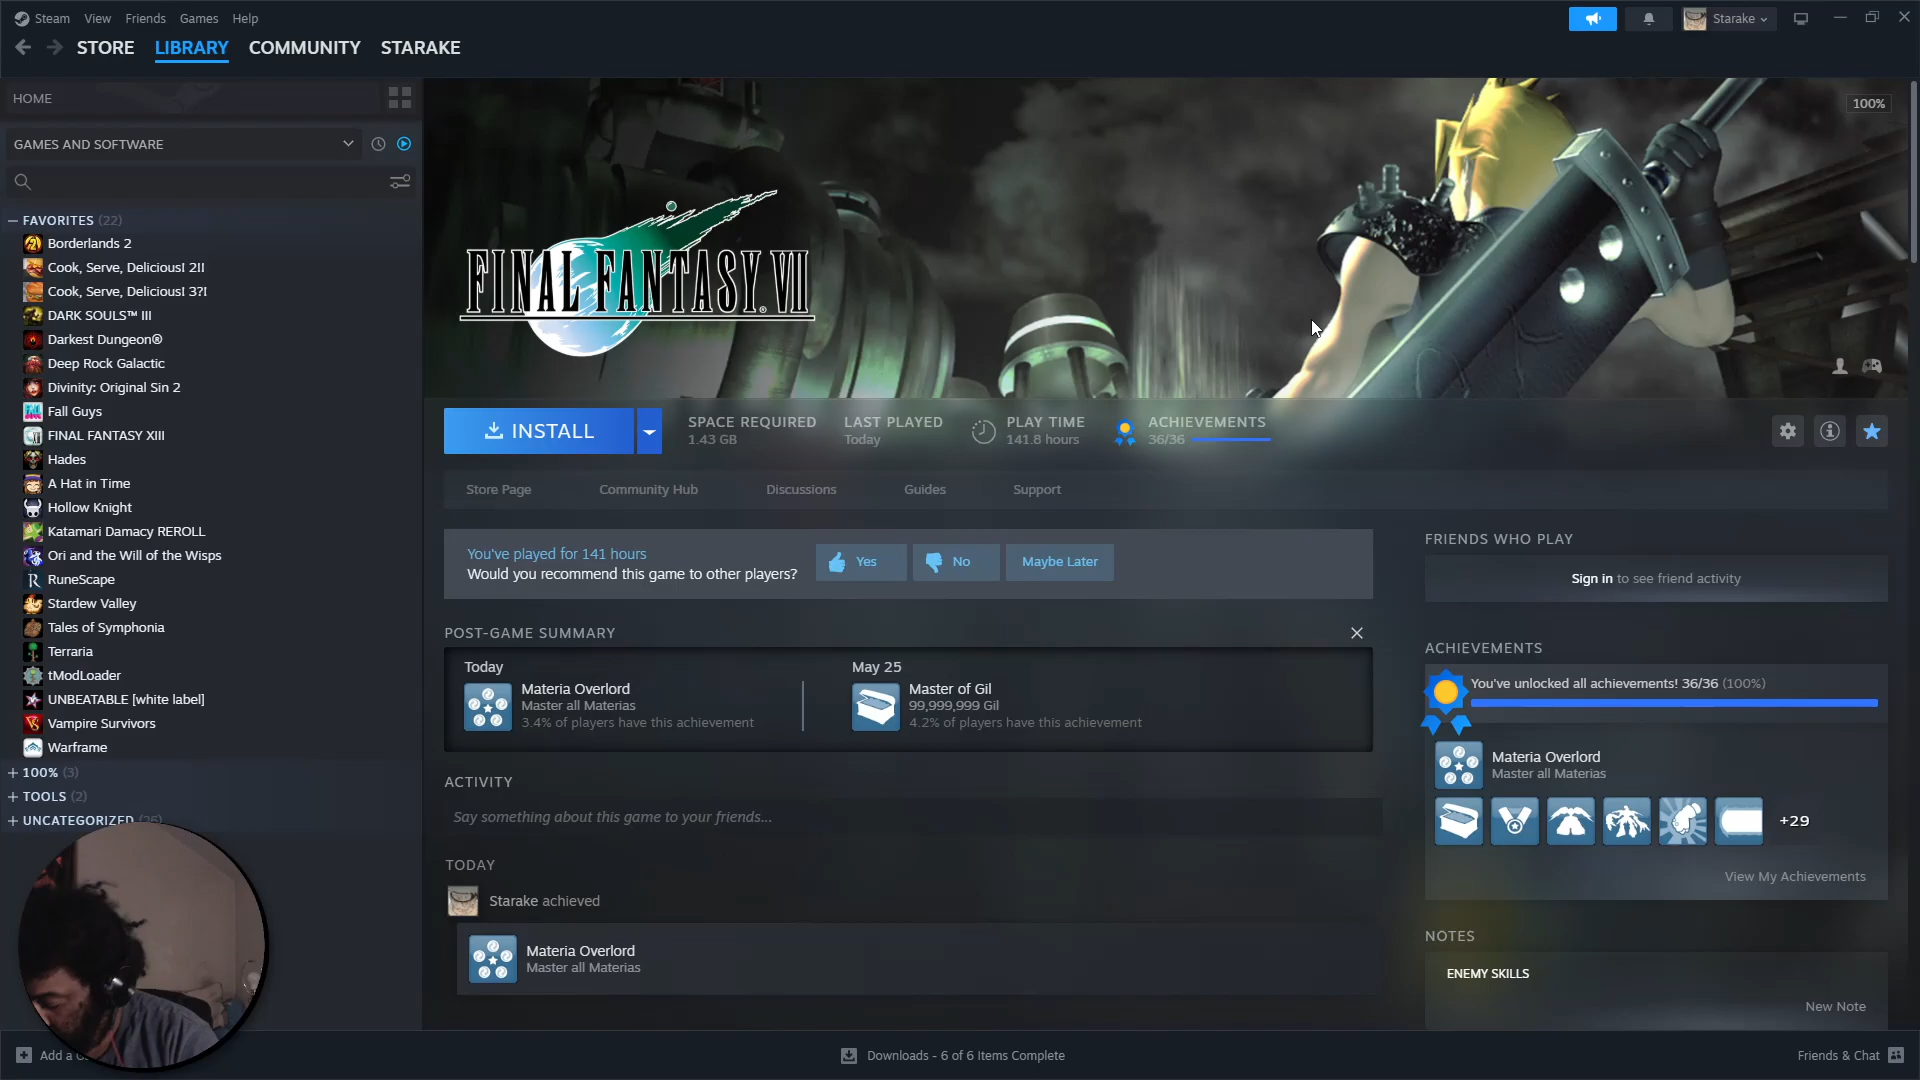 Steam View Friends Games Help
Starake
STORE LIBRARY COMMUNITY STARAKE
HOME
GAMES AND SOFTWARE
FAVORITES (22)
Borderlands 2
Cook, Serve, Delicious! 2!!
Cook, Serve, Delicious! 3?!
DARK SOULS™ III
Darkest Dungeon®
Deep Rock Galactic
Divinity: Original Sin 2
Fall Guys
FINAL FANTASY XIII
Hades
A Hat in Time
Hollow Knight
Katamari Damacy REROLL
Ori and the Will of the Wisps
RuneScape
Stardew Valley
Tales of Symphonia
Terraria
tModLoader
UNBEATABLE [white label]
Vampire Survivors
Warframe
100% (3)
TOOLS (2)
UNCATEGORIZED
Add a
100%
FINAL FANTASY® VII
INSTALL
SPACE REQUIRED
1.43 GB
LAST PLAYED
Today
PLAY TIME
141.8 hours
ACHIEVEMENTS
36/36
Store Page Community Hub Discussions Guides Support
You've played for 141 hours
Would you recommend this game to other players?
Yes No Maybe Later
POST-GAME SUMMARY
Today
Materia Overlord
Master all Materias
3.4% of players have this achievement
May 25
Master of Gil
99,999,999 Gil
4.2% of players have this achievement
ACTIVITY
Say something about this game to your friends...
TODAY
Starake achieved
Materia Overlord
Master all Materias
FRIENDS WHO PLAY
Sign in to see friend activity
ACHIEVEMENTS
You've unlocked all achievements! 36/36 (100%)
Materia Overlord
Master all Materias
+29
View My Achievements
NOTES
ENEMY SKILLS
New Note
Downloads - 6 of 6 Items Complete
Friends & Chat